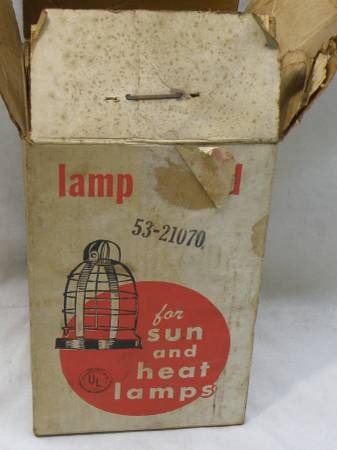 lamp
53-21070
for
sun
and
heat
lamps
UL